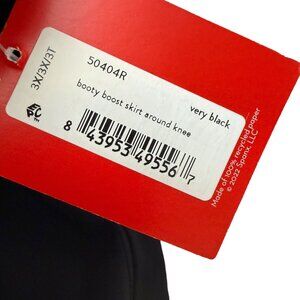 3X/3X/3T
50404R
booty boost skirt around knee
very black
8 43953 49556 7
Made of 100% recycled paper
© 2022 Spanx, LLC